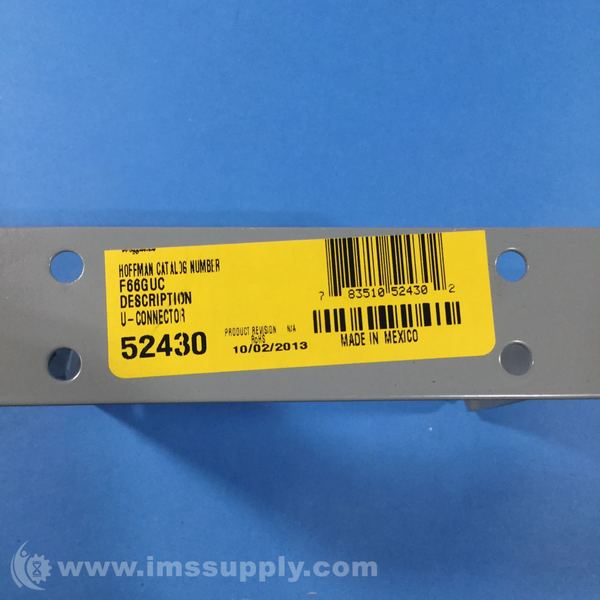 HOFFMAN CATALOG NUMBER
F66GUC
DESCRIPTION
U-CONNECTOR
52430
PRODUCT REVISION N/A
RoHS
10/02/2013
7 83510 52430 2
MADE IN MEXICO
www.imssupply.com